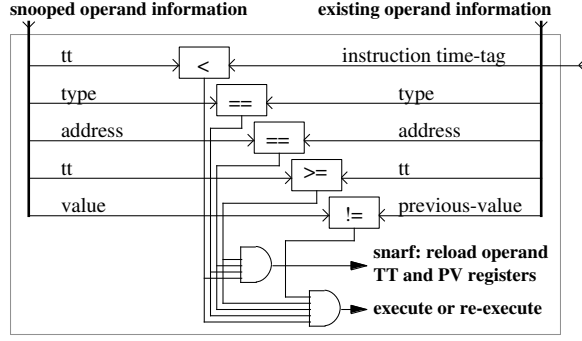 snooped operand information existing operand information
tt < instruction time-tag
type == type
address == address
tt >= tt
value != previous-value
snarf: reload operand
TT and PV registers
execute or re-execute